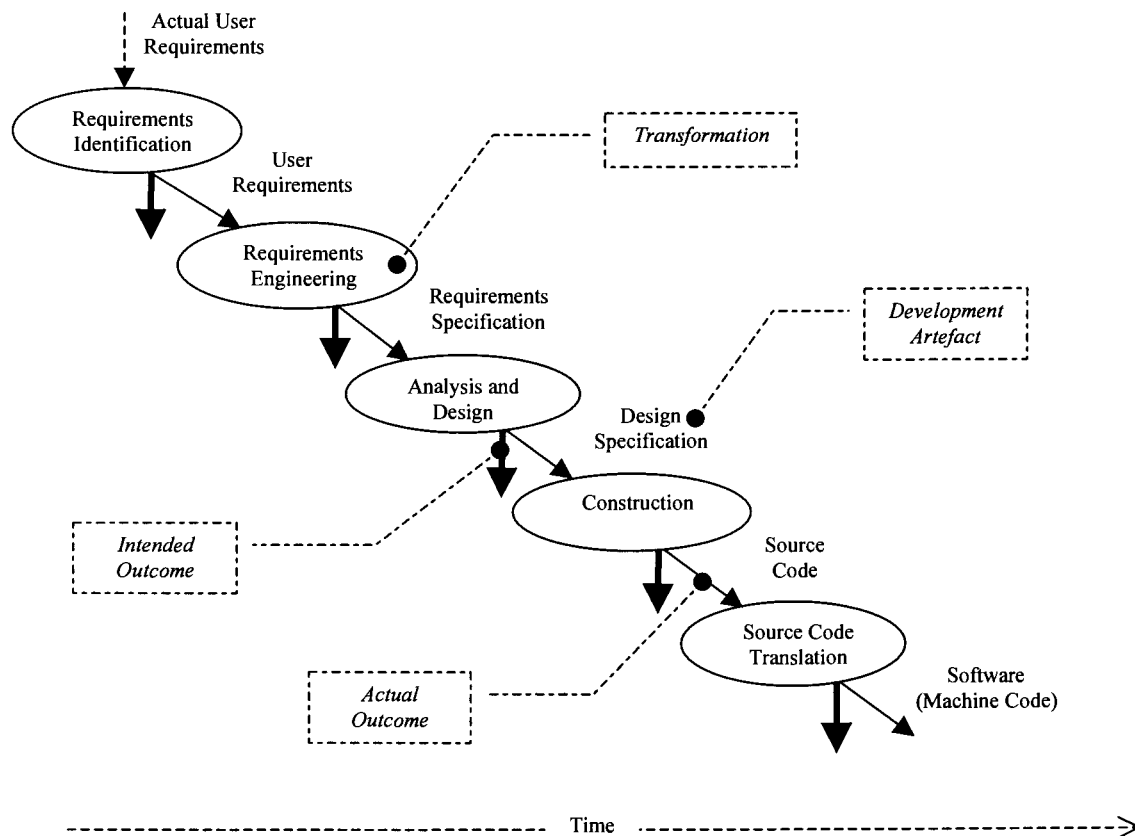 Actual User
Requirements
Requirements
Identification
Transformation
User
Requirements
Requirements
Engineering
Requirements
Specification
Development
Artefact
Analysis and
Design
Design
Specification
Construction
Intended
Outcome
Source
Code
Source Code
Translation
Actual
Outcome
Software
(Machine Code)
Time